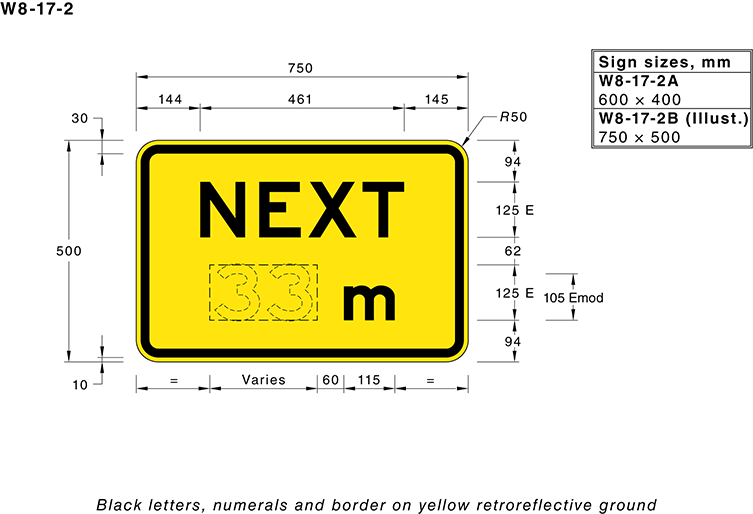 W8-17-2
Sign sizes, mm
W8-17-2A
600 × 400
W8-17-2B (Illust.)
750 × 500
750
144 461 145
R50
30
500
10
94
125 E
62
125 E
94
105 Emod
NEXT
33 m
= Varies 60 115 =
Black letters, numerals and border on yellow retroreflective ground